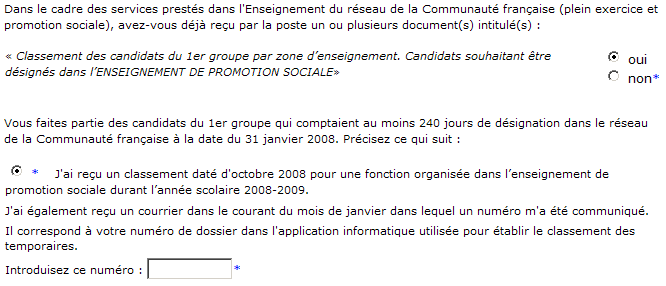 Dans le cadre des services prestés dans l'Enseignement du réseau de la Communauté française (plein exercice et
promotion sociale), avez-vous déjà reçu par la poste un ou plusieurs document(s) intitulé(s) :
« Classement des candidats du 1er groupe par zone d’enseignement. Candidats souhaitant être
désignés dans l’ENSEIGNEMENT DE PROMOTION SOCIALE»
oui
non*
Vous faites partie des candidats du 1er groupe qui comptaient au moins 240 jours de désignation dans le réseau
de la Communauté française à la date du 31 janvier 2008. Précisez ce qui suit :
* J'ai reçu un classement daté d'octobre 2008 pour une fonction organisée dans l’enseignement de
promotion sociale durant l’année scolaire 2008-2009.
J'ai également reçu un courrier dans le courant du mois de janvier dans lequel un numéro m'a été communiqué.
Il correspond à votre numéro de dossier dans l'application informatique utilisée pour établir le classement des
temporaires.
Introduisez ce numéro : *